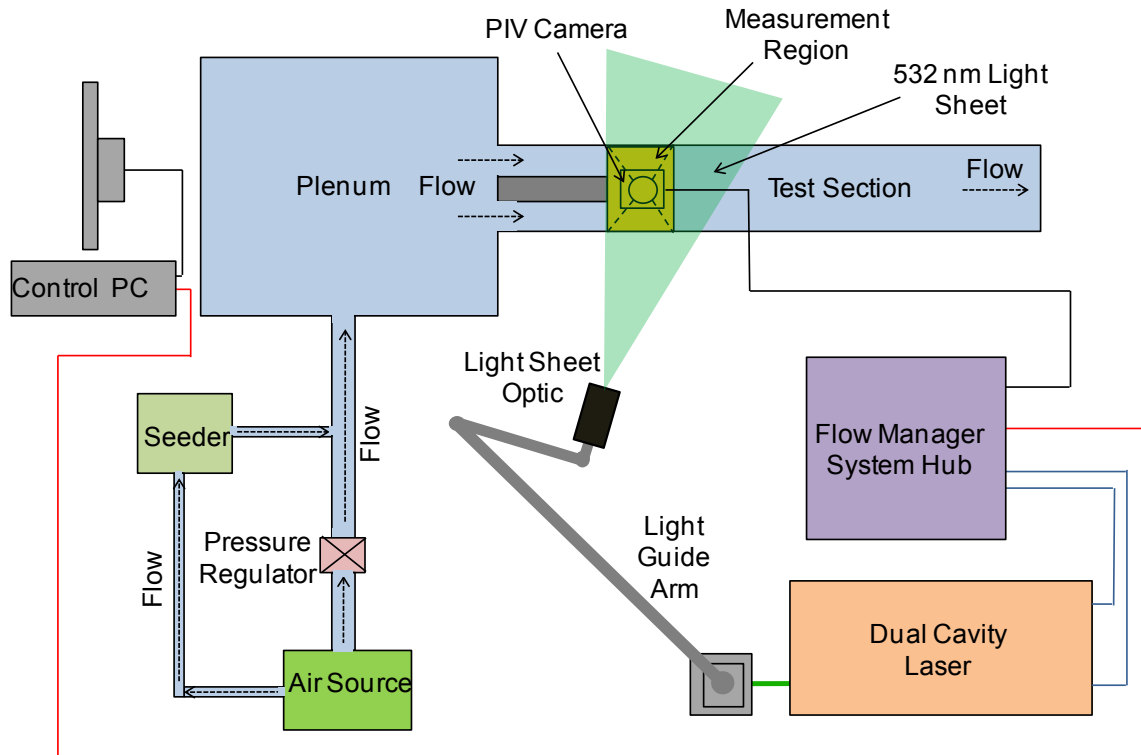 PIV Camera
Measurement
Region
532 nm Light
Sheet
Plenum
Flow
Test Section
Flow
Control PC
Light Sheet
Optic
Seeder
Flow
Flow Manager
System Hub
Pressure
Regulator
Flow
Light
Guide
Arm
Dual Cavity
Laser
Air Source